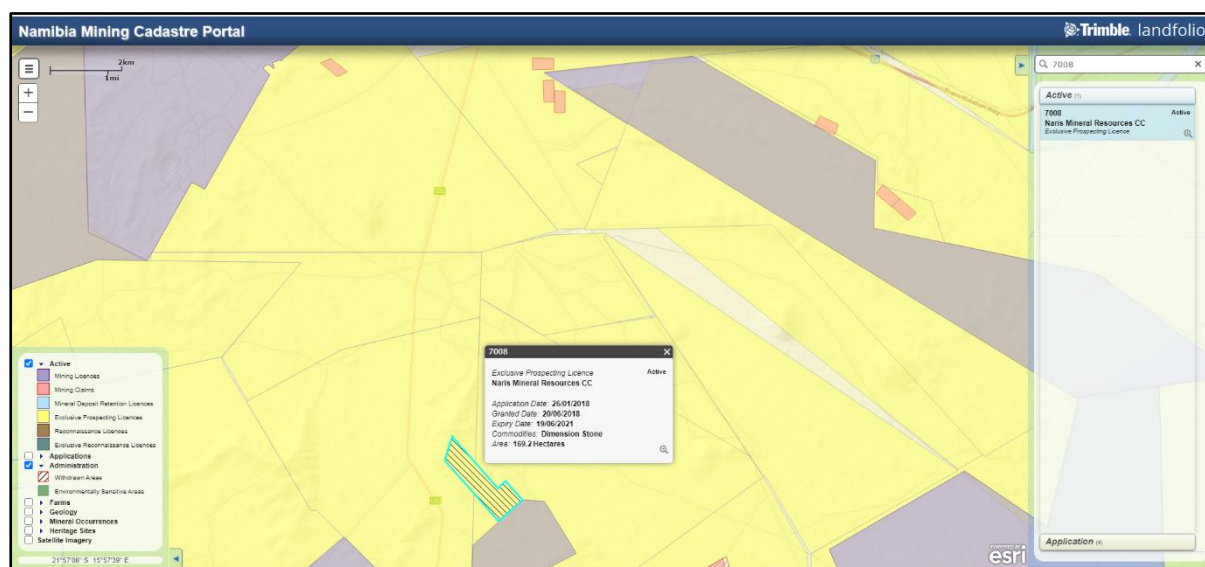 Namibia Mining Cadastre Portal
Trimble. landfolio
2km
1mi
7008
Active (1)
7008 Active
Naris Mineral Resources CC
Exclusive Prospecting Licence
7008
Exclusive Prospecting Licence Active
Naris Mineral Resources CC
Application Date: 26/01/2018
Granted Date: 20/06/2018
Expiry Date: 19/06/2021
Commodities: Dimension Stone
Area: 169.2 Hectares
Active
Mining Licences
Mining Claims
Mineral Deposit Retention Licences
Exclusive Prospecting Licences
Reconnaissance Licences
Exclusive Reconnaissance Licences
Applications
Administration
Withdrawn Areas
Environmentally Sensitive Areas
Farms
Geology
Mineral Occurrences
Heritage Sites
Satellite Imagery
21°57'06" S 15°57'39" E
POWERED BY
esri
Application (4)